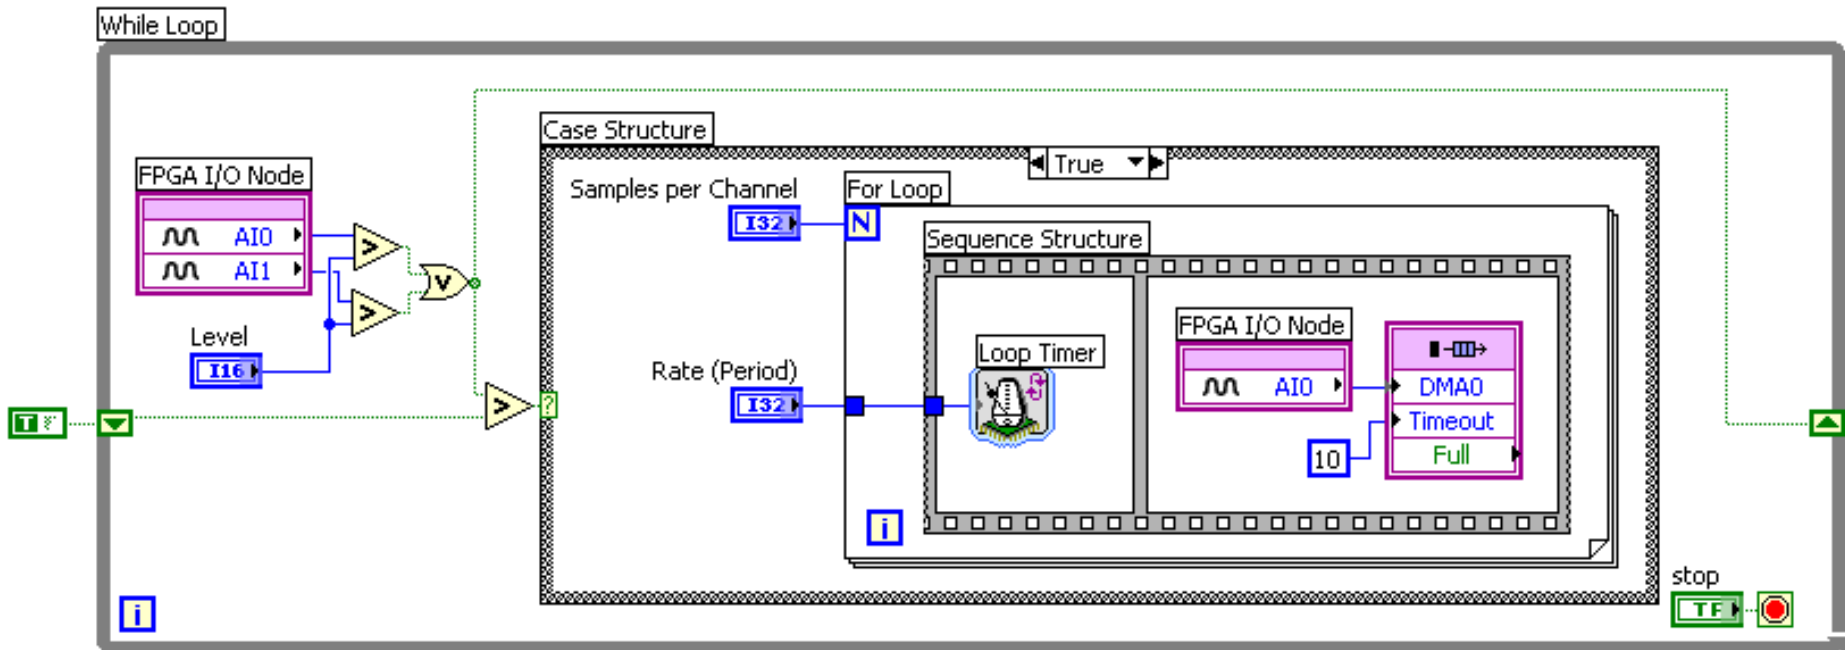 While Loop
Case Structure
True
FPGA I/O Node
Samples per Channel
For Loop
I32
N
AI0
AI1
>
>
V
Sequence Structure
Level
I16
FPGA I/O Node
Loop Timer
Rate (Period)
I32
AI0
DMA0
Timeout
10
Full
T F
>
?
i
i
stop
TF